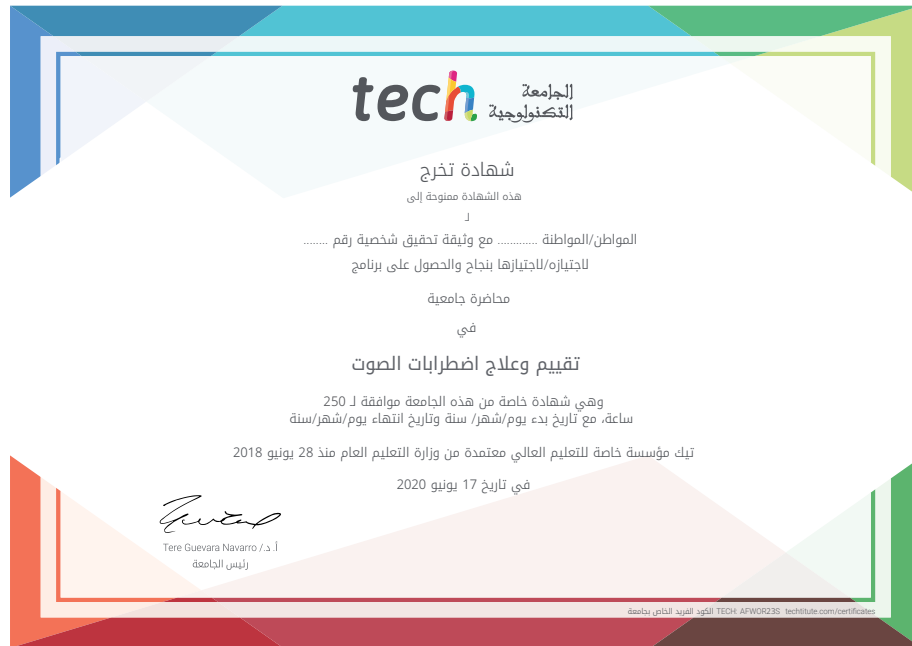 tech الجامعة
التكنولوجية
شهادة تخرج
هذه الشهادة ممنوحة إلى
لـ
المواطن/المواطنة ............ مع وثيقة تحقيق شخصية رقم ........
لاجتيازه/لاجتيازها بنجاح والحصول على برنامج
محاضرة جامعية
في
تقييم وعلاج اضطرابات الصوت
وهي شهادة خاصة من هذه الجامعة موافقة لـ 250
ساعة، مع تاريخ بدء يوم/شهر/ سنة وتاريخ انتهاء يوم/شهر/سنة
تيك مؤسسة خاصة للتعليم العالي معتمدة من وزارة التعليم العام منذ 28 يونيو 2018
في تاريخ 17 يونيو 2020
أ.د./ Tere Guevara Navarro
رئيس الجامعة
الكود الفريد الخاص بجامعة TECH: AFWOR23S techtitute.com/certificates